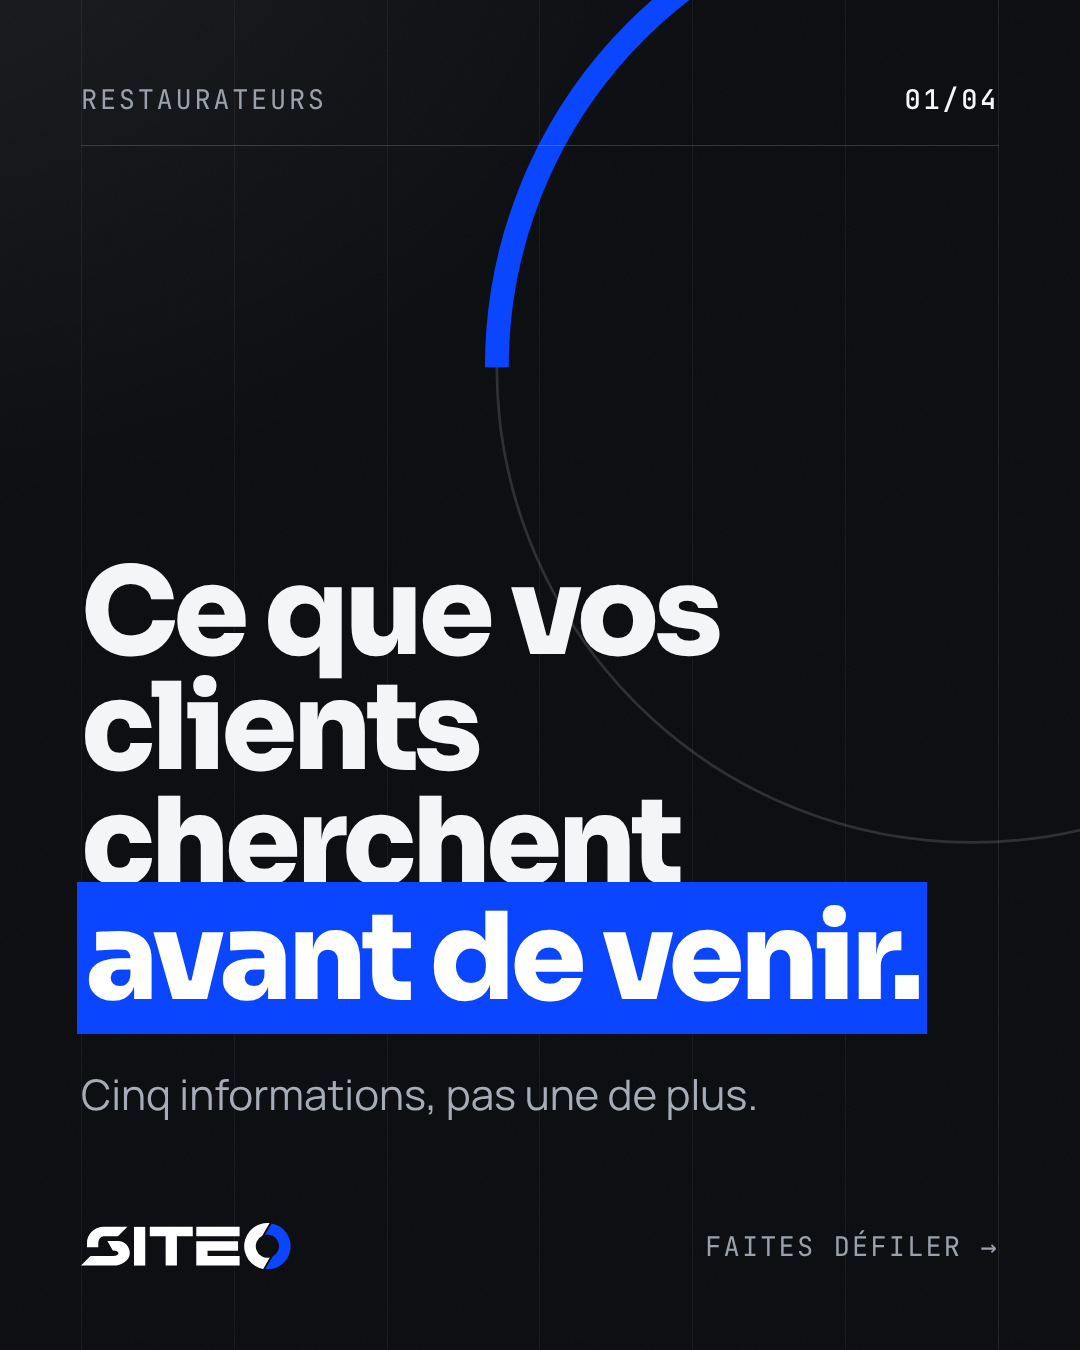 RESTAURATEURS
01/04
Ce que vos
clients
cherchent
avant de venir.
Cinq informations, pas une de plus.
SITEO
FAITES DÉFILER →